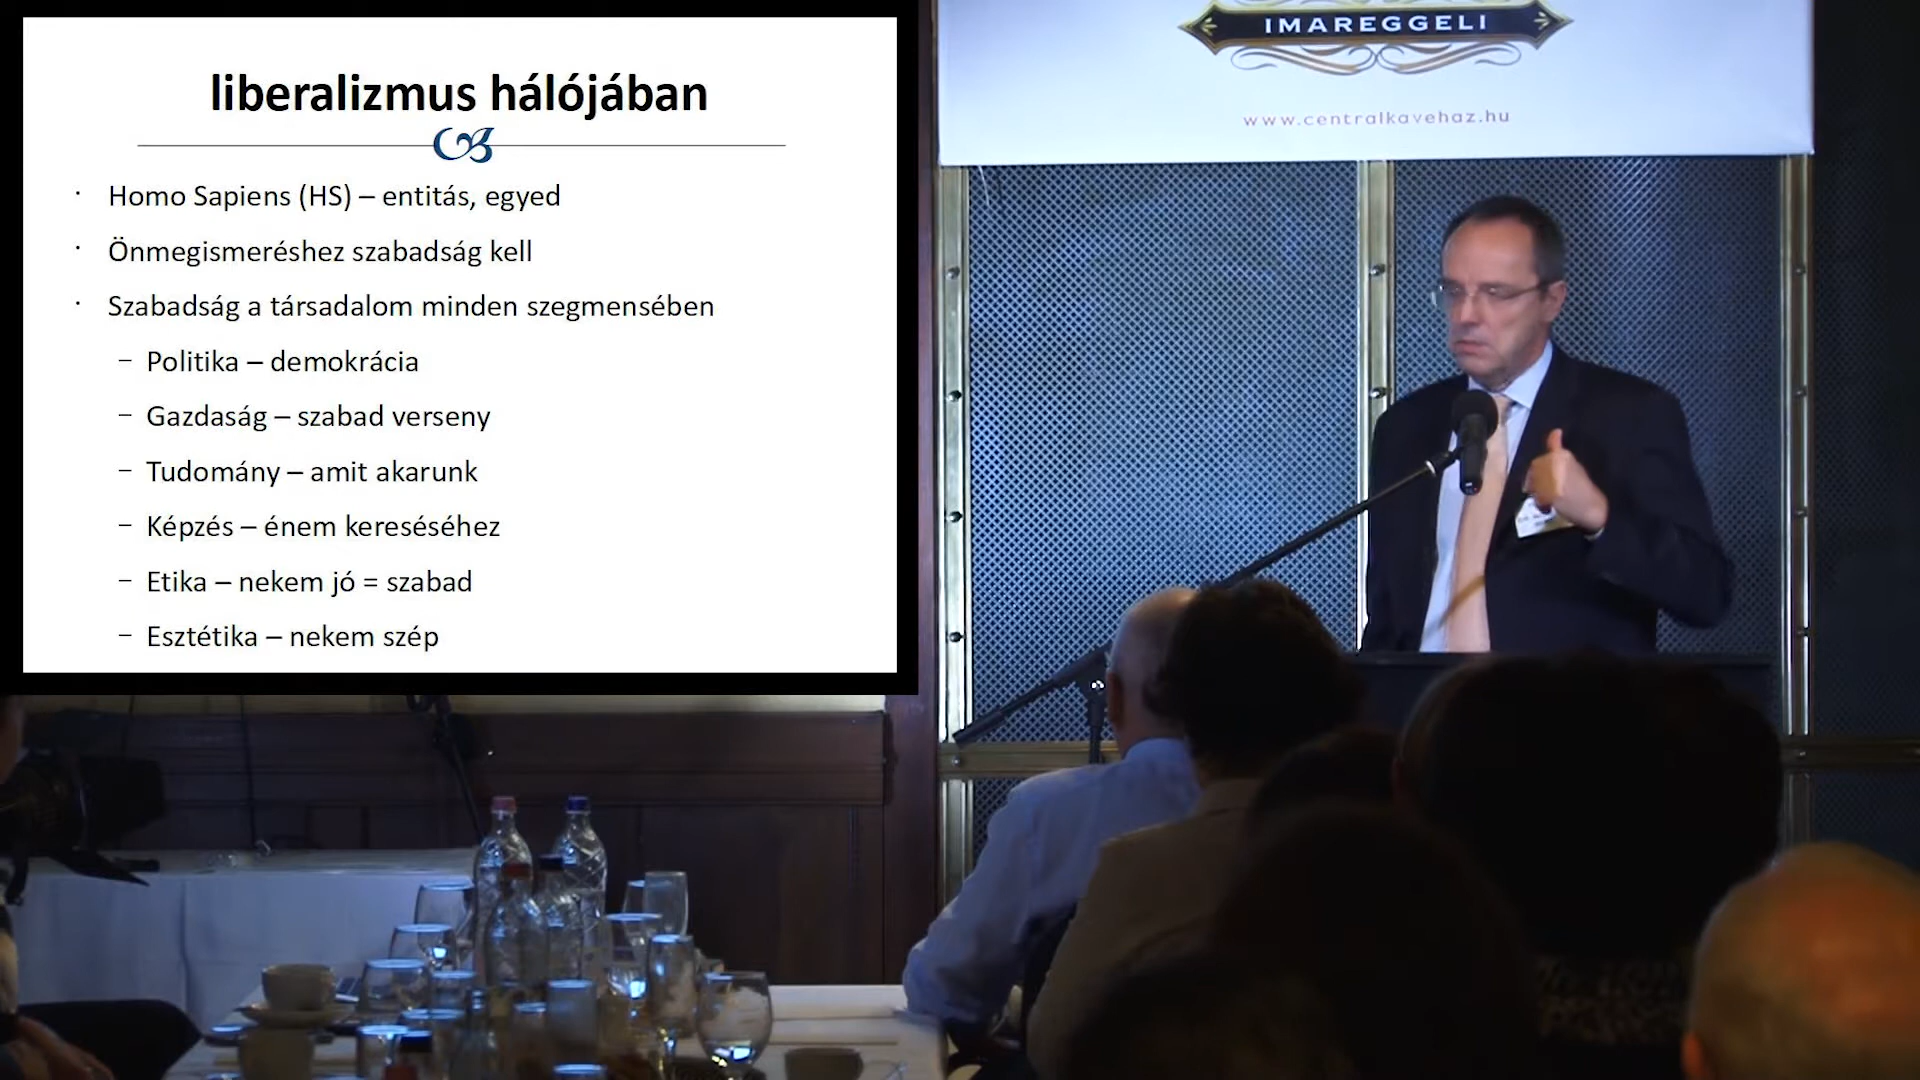 liberalizmus hálójában
· Homo Sapiens (HS) – entitás, egyed
· Önmegismeréshez szabadság kell
· Szabadság a társadalom minden szegmensében
– Politika – demokrácia
– Gazdaság – szabad verseny
– Tudomány – amit akarunk
– Képzés – énem kereséséhez
– Etika – nekem jó = szabad
– Esztétika – nekem szép
IMAREGGELI
www.centralkavehaz.hu